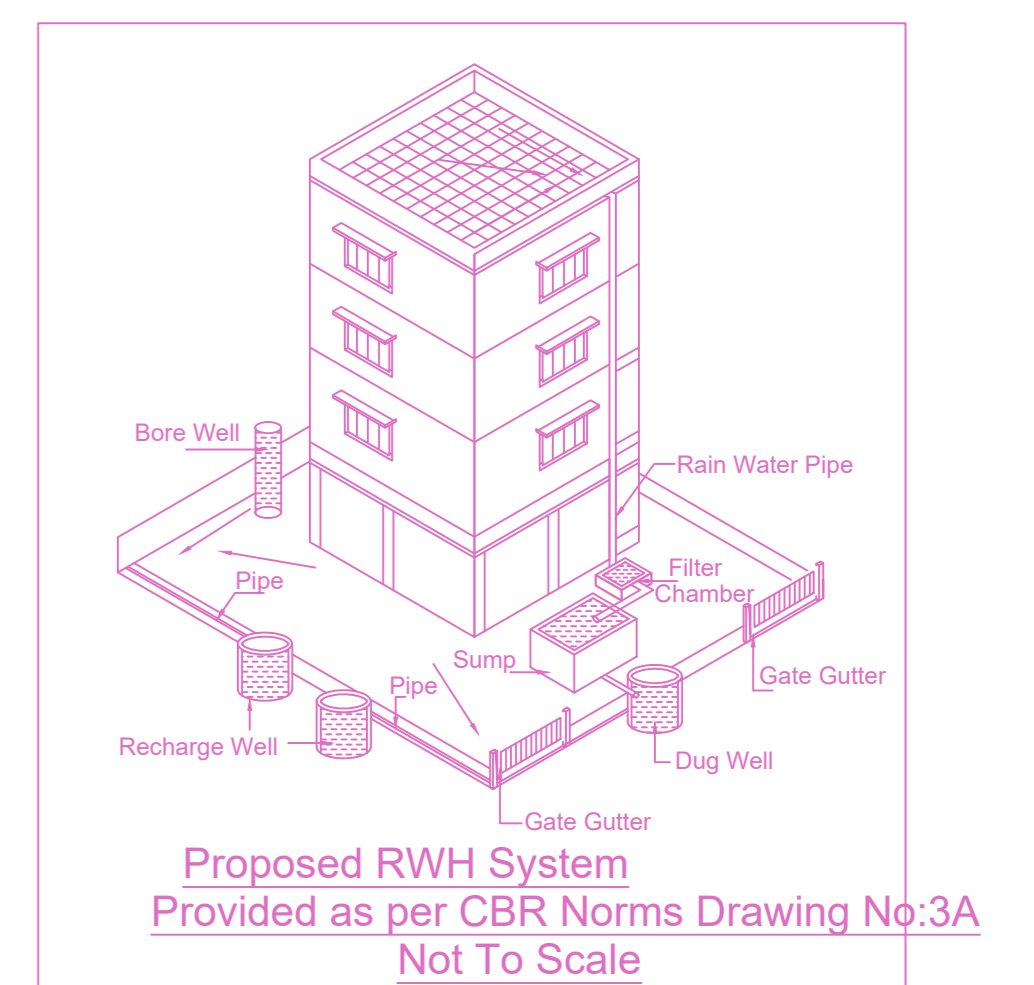 Bore Well
Rain Water Pipe
Filter
Chamber
Pipe
Sump
Gate Gutter
Pipe
Recharge Well
Dug Well
Gate Gutter
Proposed RWH System
Provided as per CBR Norms Drawing No:3A
Not To Scale